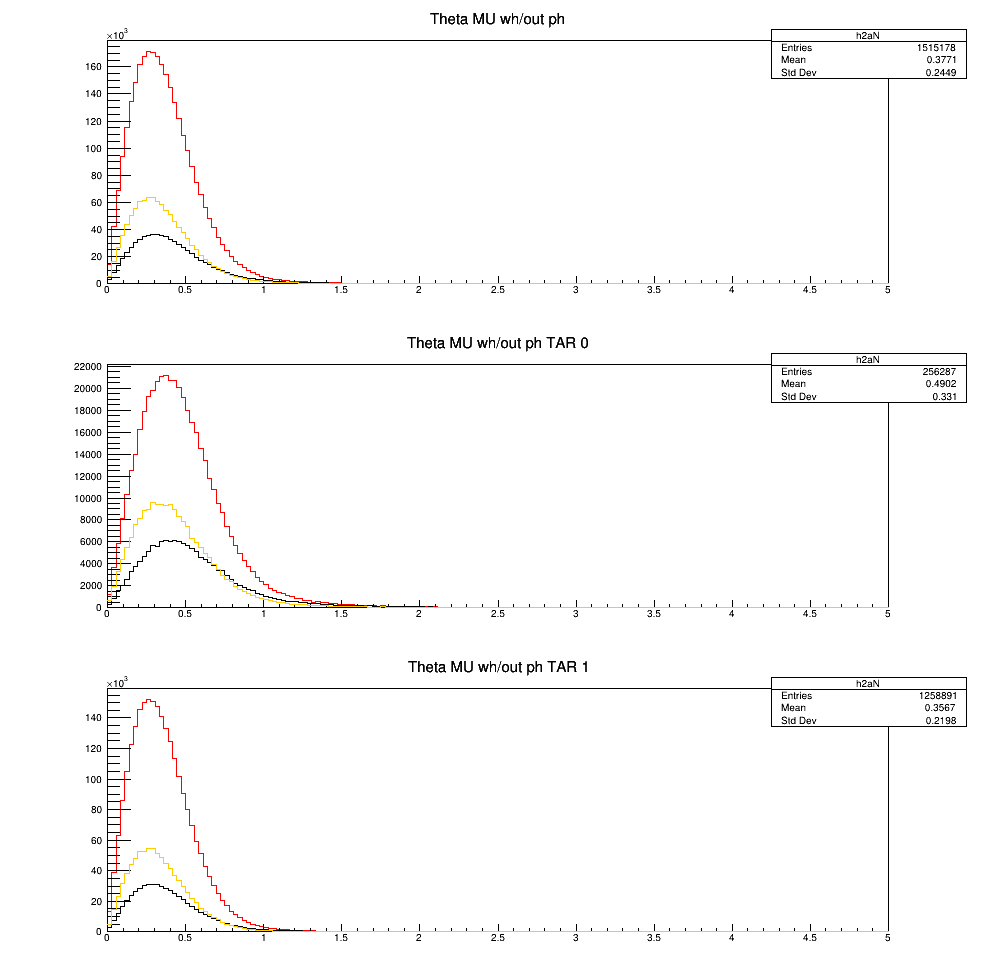 Theta MU wh/out ph
×10³
h2aN
Entries 1515178
Mean 0.3771
Std Dev 0.2449
160
140
120
100
80
60
40
20
0
0 0.5 1 1.5 2 2.5 3 3.5 4 4.5 5
Theta MU wh/out ph TAR 0
h2aN
Entries 256287
Mean 0.4902
Std Dev 0.331
22000
20000
18000
16000
14000
12000
10000
8000
6000
4000
2000
0
0 0.5 1 1.5 2 2.5 3 3.5 4 4.5 5
Theta MU wh/out ph TAR 1
×10³
h2aN
Entries 1258891
Mean 0.3567
Std Dev 0.2198
140
120
100
80
60
40
20
0
0 0.5 1 1.5 2 2.5 3 3.5 4 4.5 5